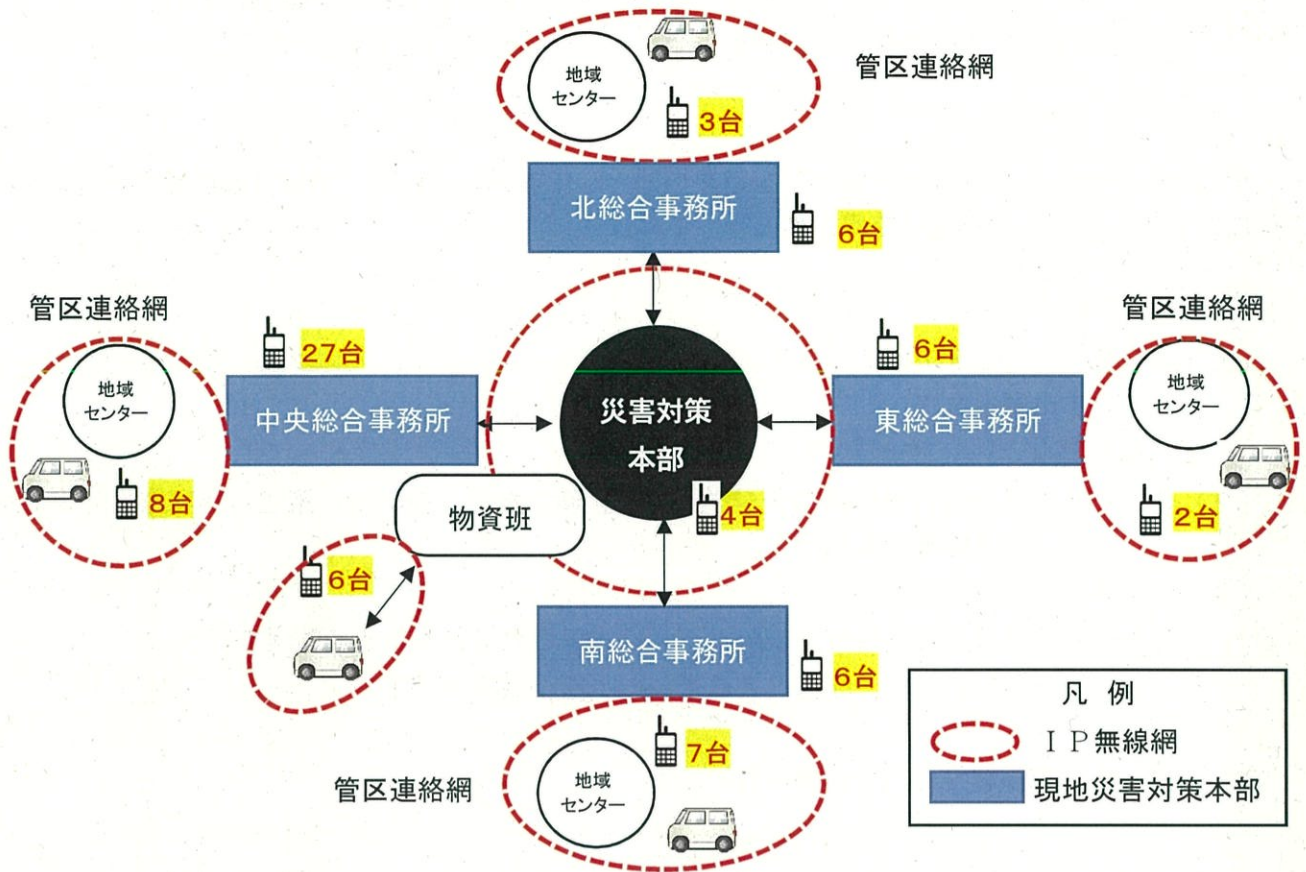 地域
センター
3台
管区連絡網
北総合事務所
6台
管区連絡網
27台
6台
管区連絡網
地域
センター
中央総合事務所
災害対策
本部
東総合事務所
地域
センター
8台
物資班
4台
2台
6台
南総合事務所
6台
7台
地域
センター
管区連絡網
凡 例
ＩＰ無線網
現地災害対策本部